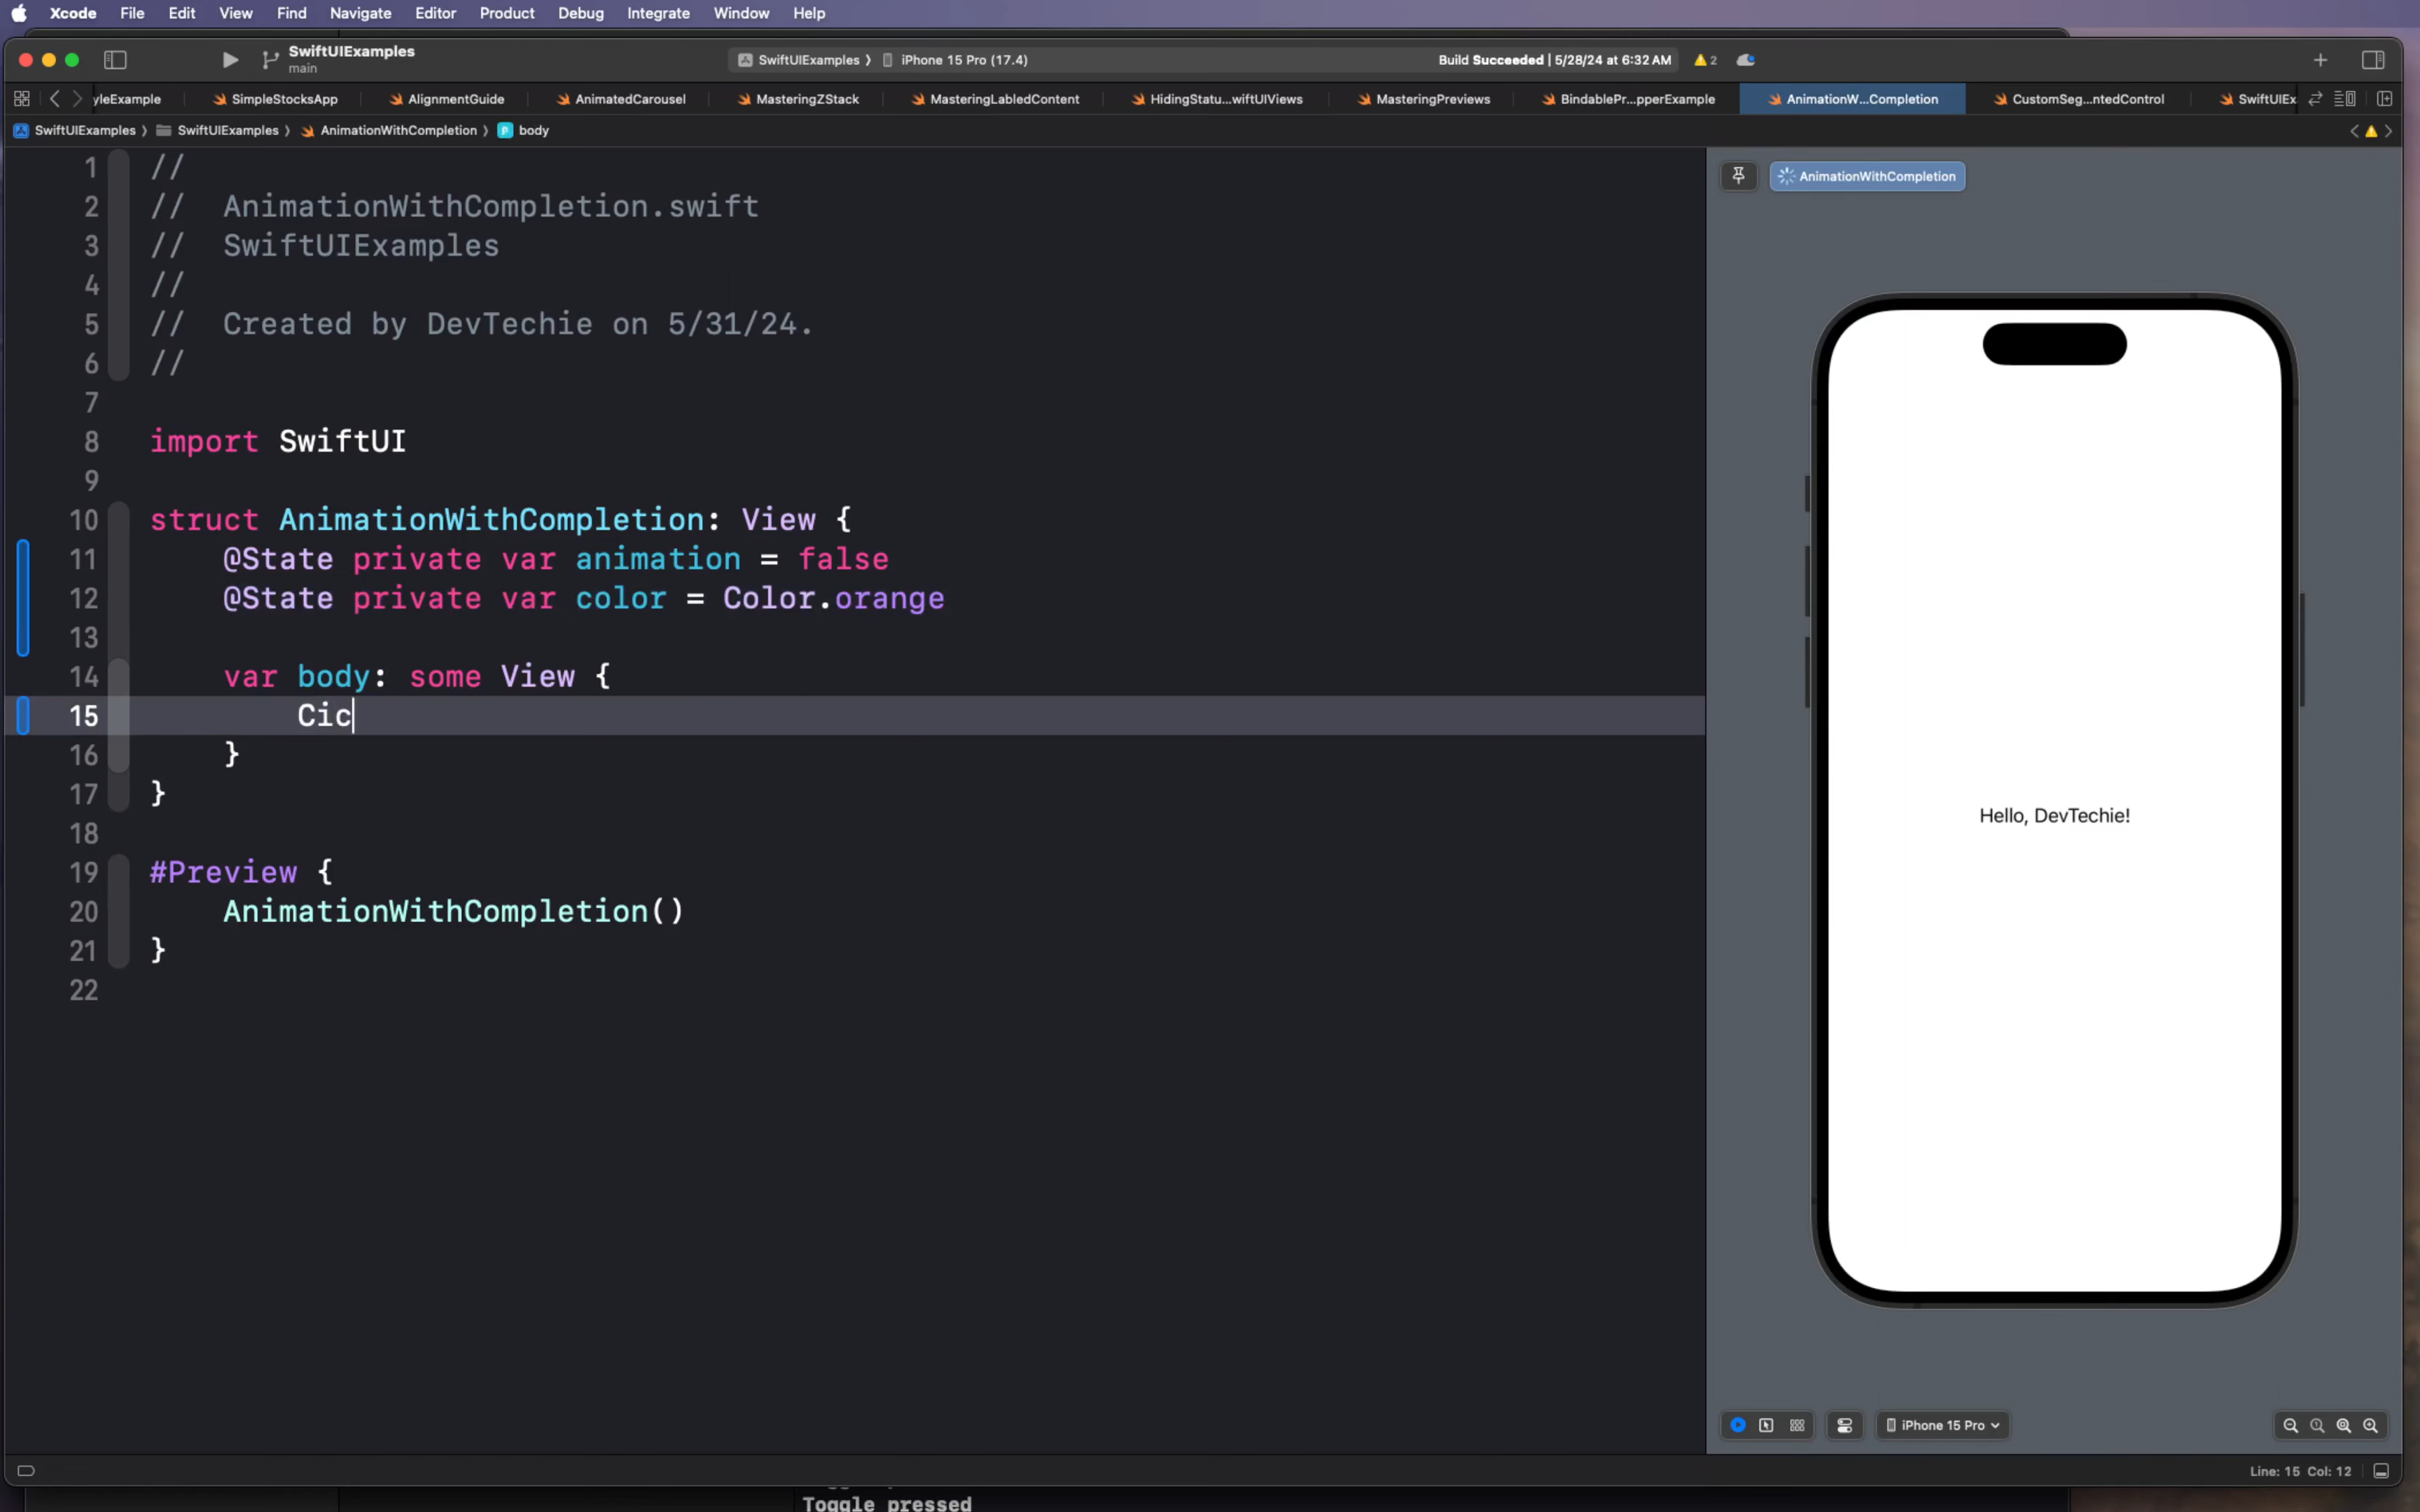 Xcode File Edit View Find Navigate Editor Product Debug Integrate Window Help
SwiftUIExamples
main
SwiftUIExamples 〉 iPhone 15 Pro (17.4)
Build Succeeded | 5/28/24 at 6:32 AM
2
yleExample SimpleStocksApp AlignmentGuide AnimatedCarousel MasteringZStack MasteringLabledContent HidingStatu...wiftUIViews MasteringPreviews BindablePr...pperExample AnimationW...Completion CustomSeg...ntedControl SwiftUIEx
SwiftUIExamples 〉 SwiftUIExamples 〉 AnimationWithCompletion 〉 P body
1 //
2 //  AnimationWithCompletion.swift
3 //  SwiftUIExamples
4 //
5 //  Created by DevTechie on 5/31/24.
6 //
7
8 import SwiftUI
9
10 struct AnimationWithCompletion: View {
11     @State private var animation = false
12     @State private var color = Color.orange
13
14     var body: some View {
15         Cic
16     }
17 }
18
19 #Preview {
20     AnimationWithCompletion()
21 }
22
AnimationWithCompletion
Hello, DevTechie!
iPhone 15 Pro
Line: 15 Col: 12
Toggle pressed